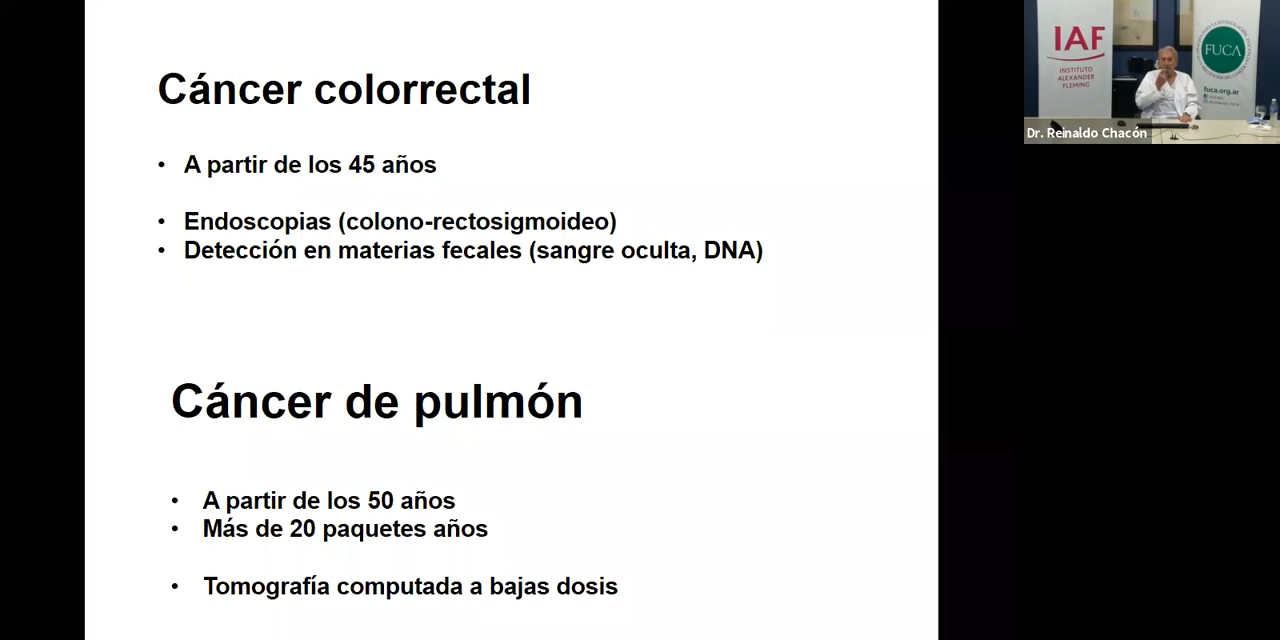 Cáncer colorrectal
• A partir de los 45 años
• Endoscopias (colono-rectosigmoideo)
• Detección en materias fecales (sangre oculta, DNA)
Cáncer de pulmón
• A partir de los 50 años
• Más de 20 paquetes años
• Tomografía computada a bajas dosis
IAF
INSTITUTO
ALEXANDER
FLEMING
FUCA
fuca.org.ar
Dr. Reinaldo Chacón